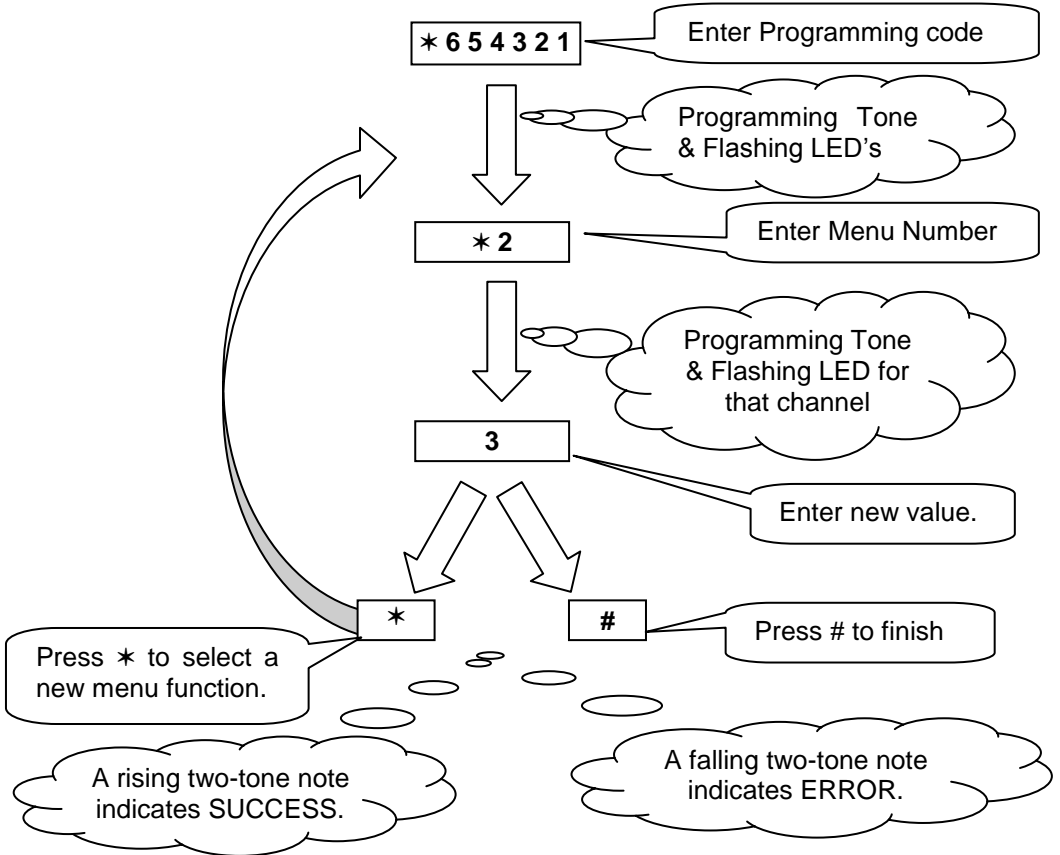 ✶ 6 5 4 3 2 1
Enter Programming code
Programming Tone
& Flashing LED's
✶ 2
Enter Menu Number
Programming Tone
& Flashing LED for
that channel
3
Enter new value.
✶
#
Press ✶ to select a
new menu function.
Press # to finish
A rising two-tone note
indicates SUCCESS.
A falling two-tone note
indicates ERROR.